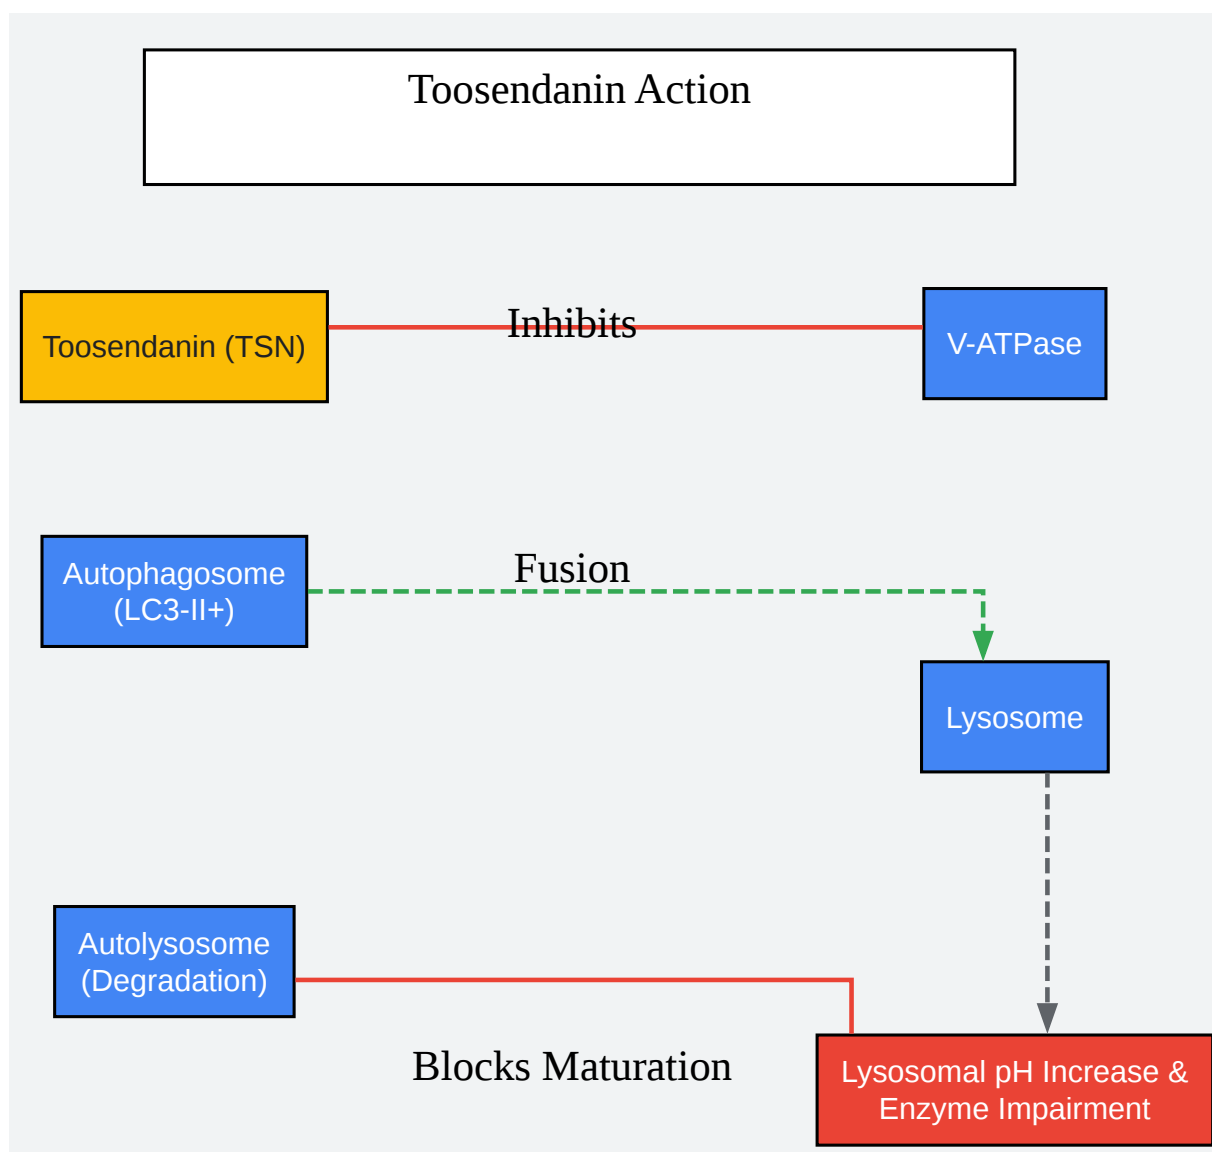 Toosendanin Action
Toosendanin (TSN)
Inhibits
V-ATPase
Autophagosome
(LC3-II+)
Fusion
Lysosome
Autolysosome
(Degradation)
Blocks Maturation
Lysosomal pH Increase &
Enzyme Impairment